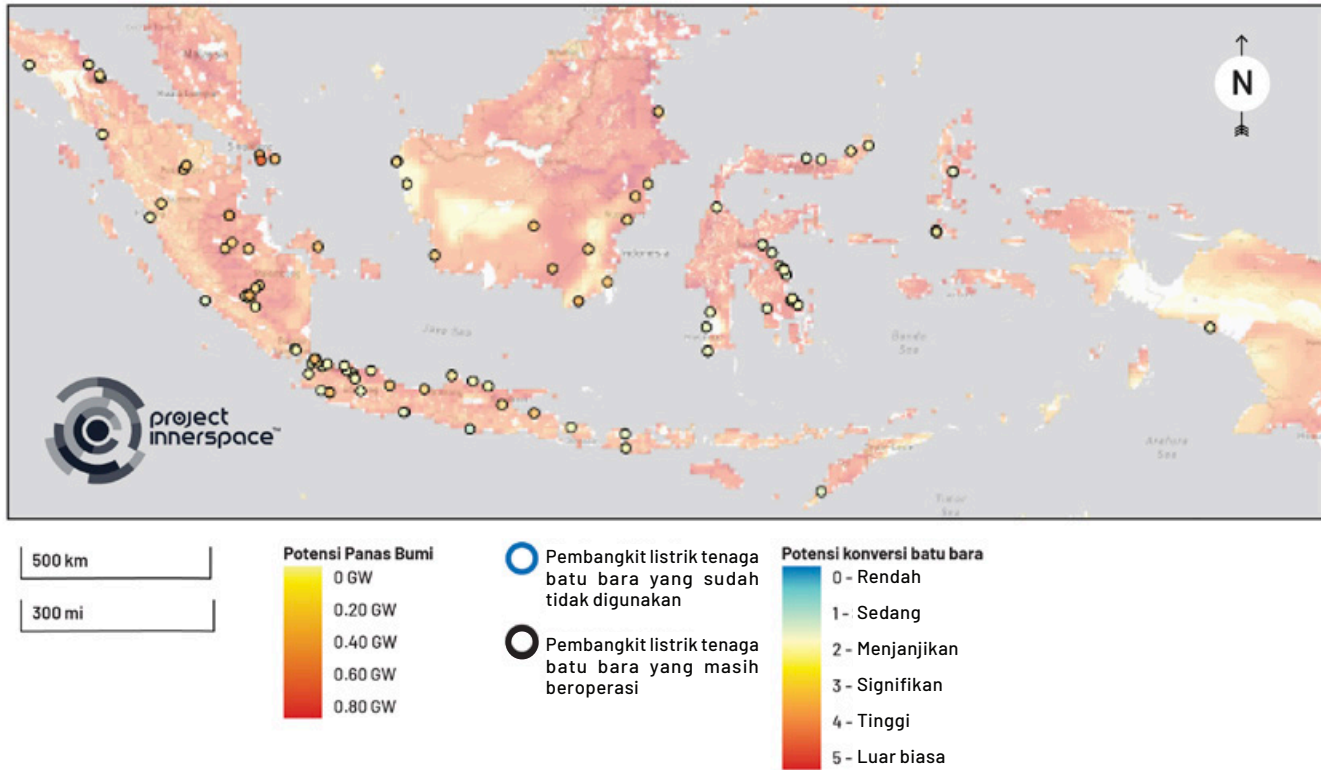 Malaysia
N
Java Sea
Banda
Sea
Arafura
Sea
Timor
Sea
project
innerspace™
500 km
300 mi
Potensi Panas Bumi
0 GW
0.20 GW
0.40 GW
0.60 GW
0.80 GW
Pembangkit listrik tenaga
batu bara yang sudah
tidak digunakan
Pembangkit listrik tenaga
batu bara yang masih
beroperasi
Potensi konversi batu bara
0 - Rendah
1 - Sedang
2 - Menjanjikan
3 - Signifikan
4 - Tinggi
5 - Luar biasa